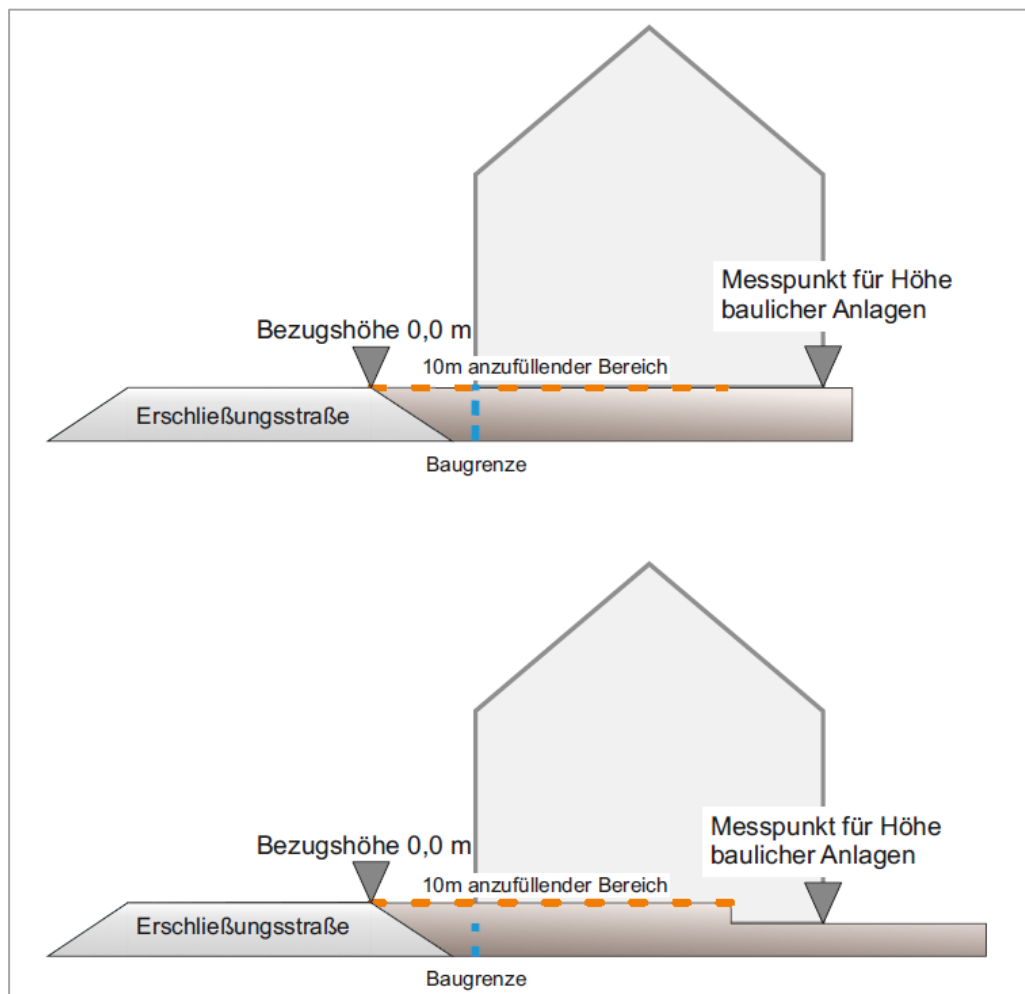 Messpunkt für Höhe
baulicher Anlagen
Bezugshöhe 0,0 m
10m anzufüllender Bereich
Erschließungsstraße
Baugrenze
Messpunkt für Höhe
baulicher Anlagen
Bezugshöhe 0,0 m
10m anzufüllender Bereich
Erschließungsstraße
Baugrenze